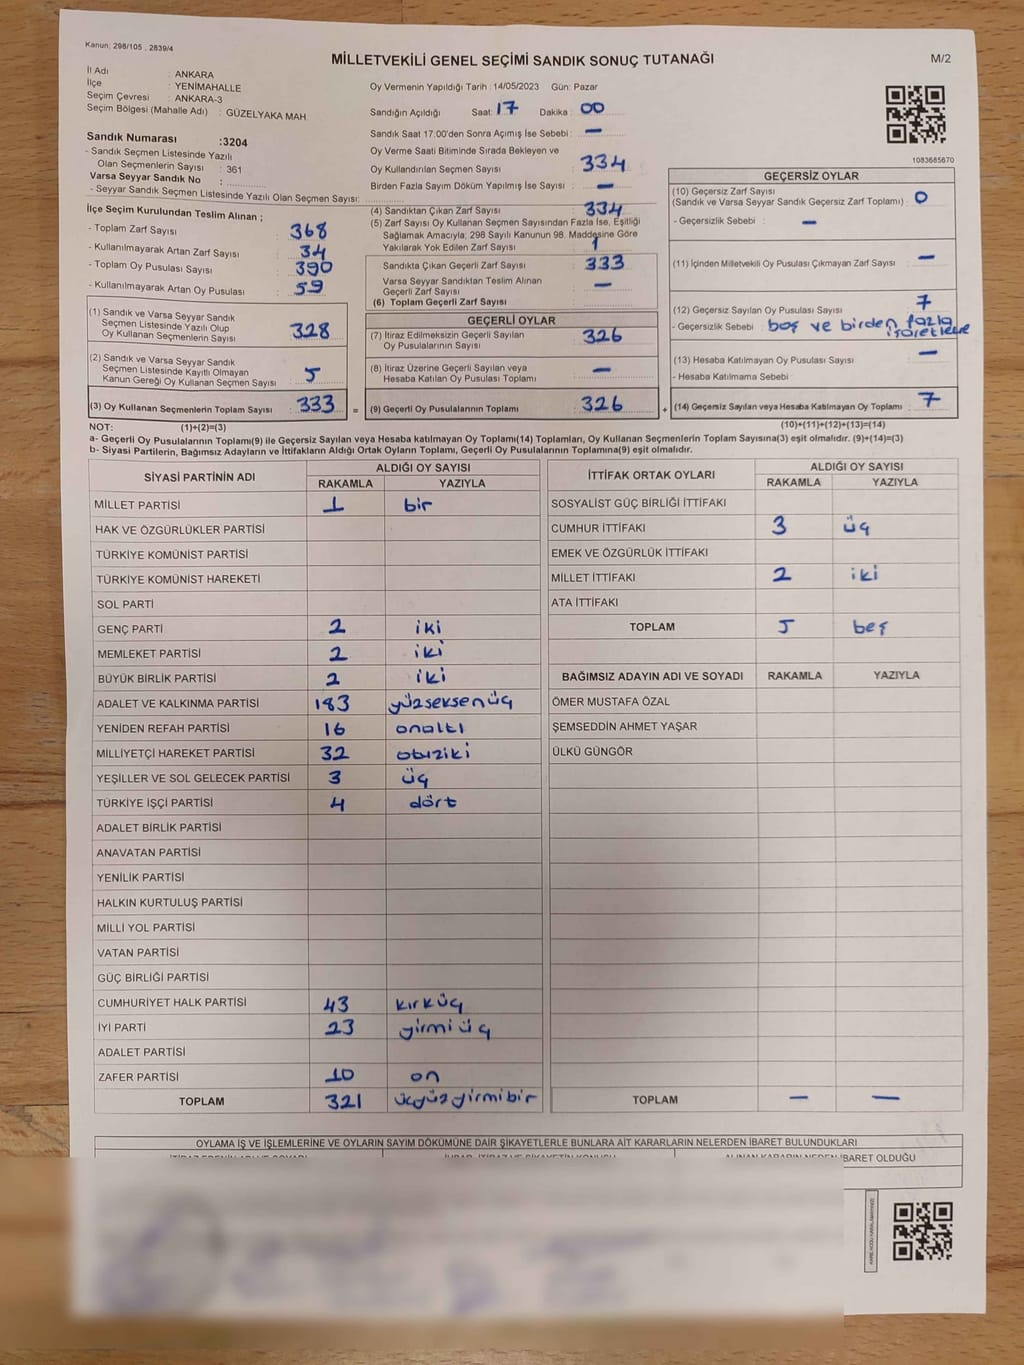 Kanun: 298/105 , 2839/4
MİLLETVEKİLİ GENEL SEÇİMİ SANDIK SONUÇ TUTANAĞI
M/2
İl Adı : ANKARA
İlçe : YENİMAHALLE
Seçim Çevresi : ANKARA-3
Seçim Bölgesi (Mahalle Adı) : GÜZELYAKA MAH.
Sandık Numarası :3204
- Sandık Seçmen Listesinde Yazılı
Olan Seçmenlerin Sayısı : 361
Varsa Seyyar Sandık No :
- Seyyar Sandık Seçmen Listesinde Yazılı Olan Seçmen Sayısı:
İlçe Seçim Kurulundan Teslim Alınan ;
- Toplam Zarf Sayısı : 368
- Kullanılmayarak Artan Zarf Sayısı : 34
- Toplam Oy Pusulası Sayısı : 390
- Kullanılmayarak Artan Oy Pusulası : 59
(1) Sandık ve Varsa Seyyar Sandık
Seçmen Listesinde Yazılı Olup
Oy Kullanan Seçmenlerin Sayısı : 328
(2) Sandık ve Varsa Seyyar Sandık
Seçmen Listesinde Kayıtlı Olmayan
Kanun Gereği Oy Kullanan Seçmen Sayısı : 5
(3) Oy Kullanan Seçmenlerin Toplam Sayısı : 333 =
Oy Vermenin Yapıldığı Tarih : 14/05/2023 Gün: Pazar
Sandığın Açıldığı Saat: 17 Dakika : 00
Sandık Saat 17:00'den Sonra Açımış İse Sebebi : –
Oy Verme Saati Bitiminde Sırada Bekleyen ve
Oy Kullandırılan Seçmen Sayısı : 334
Birden Fazla Sayım Döküm Yapılmış İse Sayısı : –
(4) Sandıktan Çıkan Zarf Sayısı : 334
(5) Zarf Sayısı Oy Kullanan Seçmen Sayısından Fazla İse, Eşitliği
Sağlamak Amacıyla, 298 Sayılı Kanunun 98. Maddesine Göre
Yakılarak Yok Edilen Zarf Sayısı : 1
Sandıkta Çıkan Geçerli Zarf Sayısı : 333
Varsa Seyyar Sandıktan Teslim Alınan
Geçerli Zarf Sayısı : –
(6) Toplam Geçerli Zarf Sayısı :
GEÇERLİ OYLAR
(7) İtiraz Edilmeksizin Geçerli Sayılan
Oy Pusulalarının Sayısı : 326
(8) İtiraz Üzerine Geçerli Sayılan veya
Hesaba Katılan Oy Pusulası Toplamı : –
(9) Geçerli Oy Pusulalarının Toplamı : 326 +
1083685670
GEÇERSİZ OYLAR
(10) Geçersiz Zarf Sayısı
(Sandık ve Varsa Seyyar Sandık Geçersiz Zarf Toplamı) : 0
- Geçersizlik Sebebi : –
(11) İçinden Milletvekili Oy Pusulası Çıkmayan Zarf Sayısı : –
(12) Geçersiz Sayılan Oy Pusulası Sayısı : 7
- Geçersizlik Sebebi : boş ve birden fazla
işaretleme
(13) Hesaba Katılmayan Oy Pusulası Sayısı : –
- Hesaba Katılmama Sebebi :
(14) Geçersiz Sayılan veya Hesaba Katılmayan Oy Toplamı : 7
NOT: (1)+(2)=(3)
(10)+(11)+(12)+(13)=(14)
a- Geçerli Oy Pusulalarının Toplamı(9) ile Geçersiz Sayılan veya Hesaba katılmayan Oy Toplamı(14) Toplamları, Oy Kullanan Seçmenlerin Toplam Sayısına(3) eşit olmalıdır. (9)+(14)=(3)
b- Siyasi Partilerin, Bağımsız Adayların ve İttifakların Aldığı Ortak Oyların Toplamı, Geçerli Oy Pusulalarının Toplamına(9) eşit olmalıdır.
SİYASİ PARTİNİN ADI ALDIĞI OY SAYISI
RAKAMLA YAZIYLA
MİLLET PARTİSİ 1 bir
HAK VE ÖZGÜRLÜKLER PARTİSİ
TÜRKİYE KOMÜNİST PARTİSİ
TÜRKİYE KOMÜNİST HAREKETİ
SOL PARTİ
GENÇ PARTİ 2 iki
MEMLEKET PARTİSİ 2 iki
BÜYÜK BİRLİK PARTİSİ 2 iki
ADALET VE KALKINMA PARTİSİ 183 yüzseksenüç
YENİDEN REFAH PARTİSİ 16 onaltı
MİLLİYETÇİ HAREKET PARTİSİ 32 otuziki
YEŞİLLER VE SOL GELECEK PARTİSİ 3 üç
TÜRKİYE İŞÇİ PARTİSİ 4 dört
ADALET BİRLİK PARTİSİ
ANAVATAN PARTİSİ
YENİLİK PARTİSİ
HALKIN KURTULUŞ PARTİSİ
MİLLİ YOL PARTİSİ
VATAN PARTİSİ
GÜÇ BİRLİĞİ PARTİSİ
CUMHURİYET HALK PARTİSİ 43 kırküç
İYİ PARTİ 23 yirmiüç
ADALET PARTİSİ
ZAFER PARTİSİ 10 on
TOPLAM 321 üçyüzyirmibir
İTTİFAK ORTAK OYLARI ALDIĞI OY SAYISI
RAKAMLA YAZIYLA
SOSYALİST GÜÇ BİRLİĞİ İTTİFAKI
CUMHUR İTTİFAKI 3 üç
EMEK VE ÖZGÜRLÜK İTTİFAKI
MİLLET İTTİFAKI 2 iki
ATA İTTİFAKI
TOPLAM 5 beş
BAĞIMSIZ ADAYIN ADI VE SOYADI RAKAMLA YAZIYLA
ÖMER MUSTAFA ÖZAL
ŞEMSEDDİN AHMET YAŞAR
ÜLKÜ GÜNGÖR
TOPLAM – –
OYLAMA İŞ VE İŞLEMLERİNE VE OYLARIN SAYIM DÖKÜMÜNE DAİR ŞİKAYETLERLE BUNLARA AİT KARARLARIN NELERDEN İBARET BULUNDUKLARI
İBARET OLDUĞU